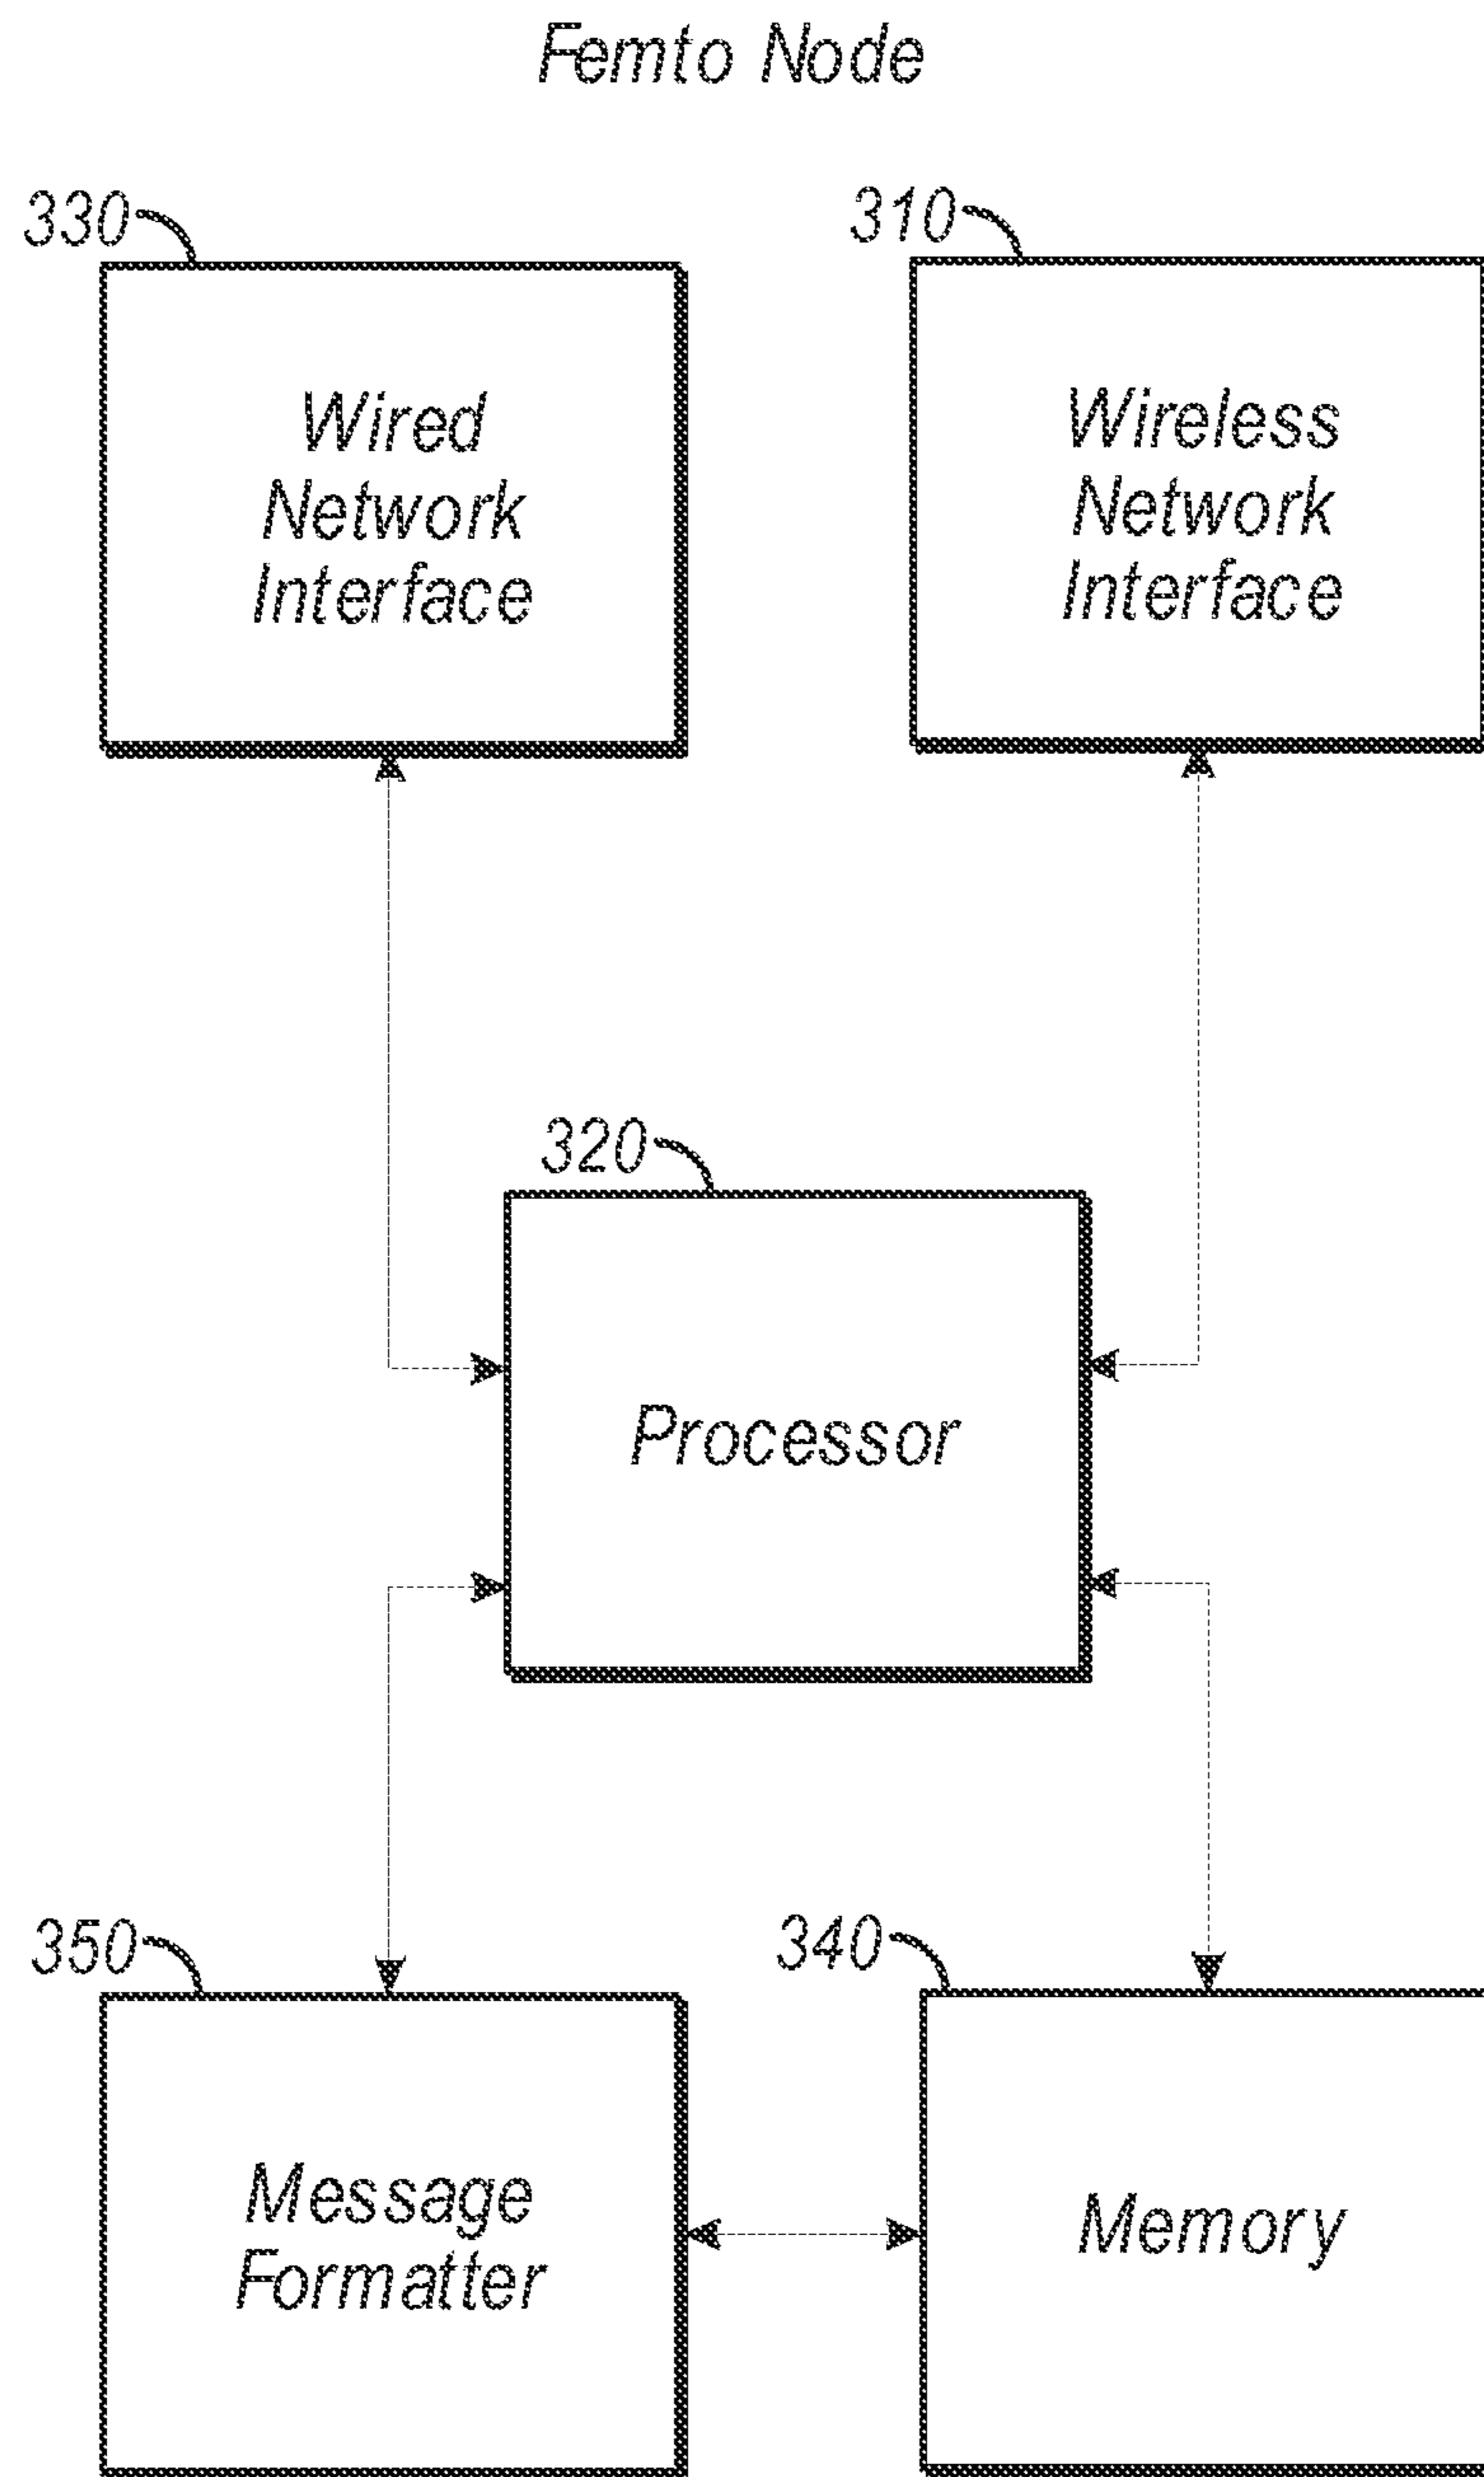 Femto Node
330
310
Wired
Network
Interface
Wireless
Network
Interface
320
Processor
350
340
Message
Formatter
Memory